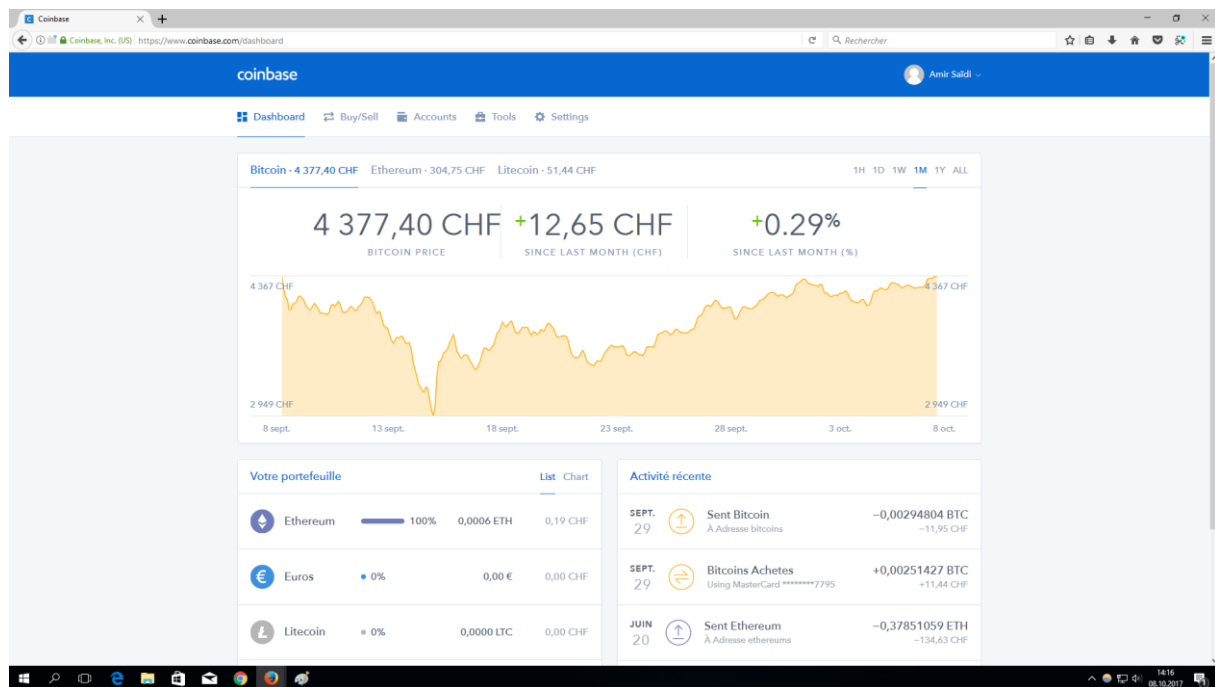 Coinbase
Coinbase, Inc. (US) https://www.coinbase.com/dashboard
Rechercher
coinbase
Amir Saïdi
Dashboard Buy/Sell Accounts Tools Settings
Bitcoin · 4 377,40 CHF Ethereum · 304,75 CHF Litecoin · 51,44 CHF 1H 1D 1W 1M 1Y ALL
4 377,40 CHF +12,65 CHF +0.29%
BITCOIN PRICE SINCE LAST MONTH (CHF) SINCE LAST MONTH (%)
4 367 CHF 4 367 CHF
2 949 CHF 2 949 CHF
8 sept. 13 sept. 18 sept. 23 sept. 28 sept. 3 oct. 8 oct.
Votre portefeuille List Chart
Ethereum 100% 0,0006 ETH 0,19 CHF
Euros 0% 0,00 € 0,00 CHF
Litecoin 0% 0,0000 LTC 0,00 CHF
Activité récente
SEPT. 29 Sent Bitcoin −0,00294804 BTC
À Adresse bitcoins −11,95 CHF
SEPT. 29 Bitcoins Achetes +0,00251427 BTC
Using MasterCard ********7795 +11,44 CHF
JUIN 20 Sent Ethereum −0,37851059 ETH
À Adresse ethereums −134,63 CHF
14:16
08.10.2017